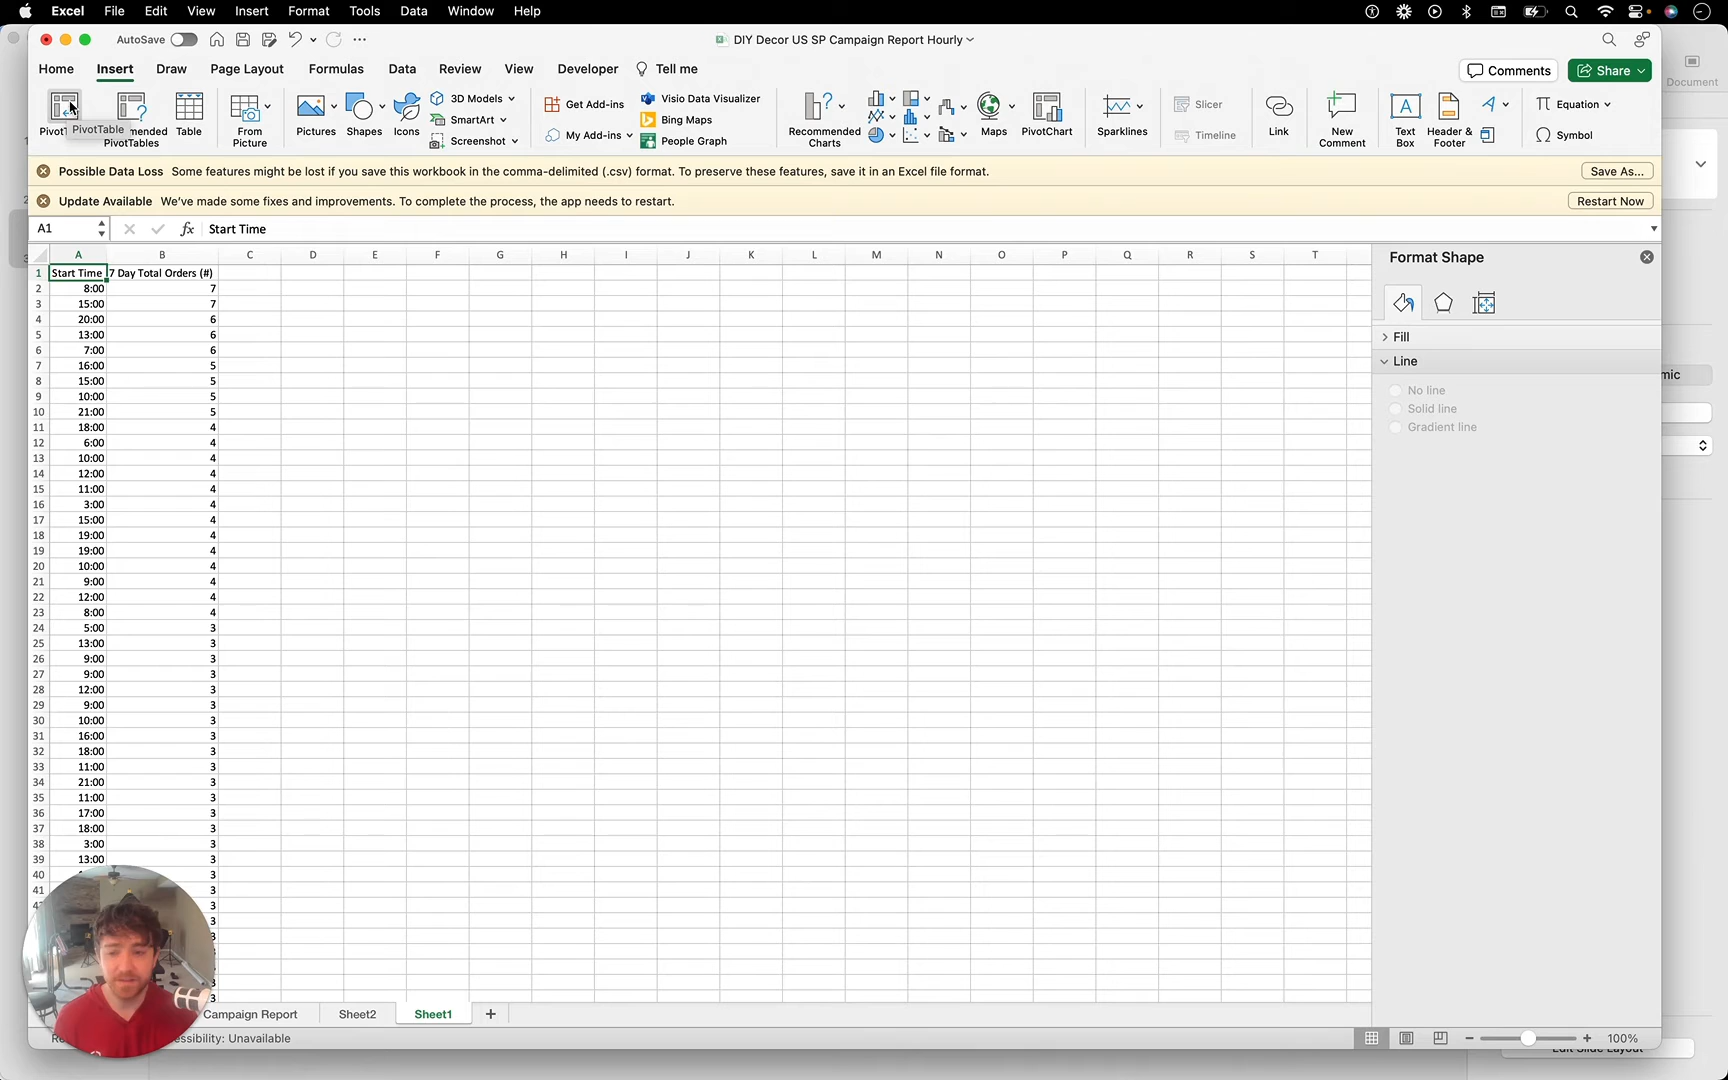 Excel File Edit View Insert Format Tools Data Window Help
AutoSave DIY Decor US SP Campaign Report Hourly
Home Insert Draw Page Layout Formulas Data Review View Developer Tell me Comments Share
PivotTable
PivotTables
Table
From Picture
Pictures
Shapes
Icons
3D Models
SmartArt
Screenshot
Get Add-ins
My Add-ins
Visio Data Visualizer
Bing Maps
People Graph
Recommended Charts
Maps
PivotChart
Sparklines
Slicer
Timeline
Link
New Comment
Text Box
Header & Footer
Equation
Symbol
Document
Possible Data Loss Some features might be lost if you save this workbook in the comma-delimited (.csv) format. To preserve these features, save it in an Excel file format. Save As...
Update Available We've made some fixes and improvements. To complete the process, the app needs to restart. Restart Now
A1 fx Start Time
A B C D E F G H I J K L M N O P Q R S T
1 Start Time 7 Day Total Orders (#)
2 8:00 7
3 15:00 7
4 20:00 6
5 13:00 6
6 7:00 6
7 16:00 5
8 15:00 5
9 10:00 5
10 21:00 5
11 18:00 4
12 6:00 4
13 10:00 4
14 12:00 4
15 11:00 4
16 3:00 4
17 15:00 4
18 19:00 4
19 19:00 4
20 10:00 4
21 9:00 4
22 12:00 4
23 8:00 4
24 5:00 3
25 13:00 3
26 9:00 3
27 9:00 3
28 12:00 3
29 9:00 3
30 10:00 3
31 16:00 3
32 18:00 3
33 11:00 3
34 21:00 3
35 11:00 3
36 17:00 3
37 18:00 3
38 3:00 3
39 13:00 3
40 3
41 3
3
3
3
3
3
3
Format Shape
Fill
Line
No line
Solid line
Gradient line
Campaign Report Sheet2 Sheet1 +
Unavailable 100%